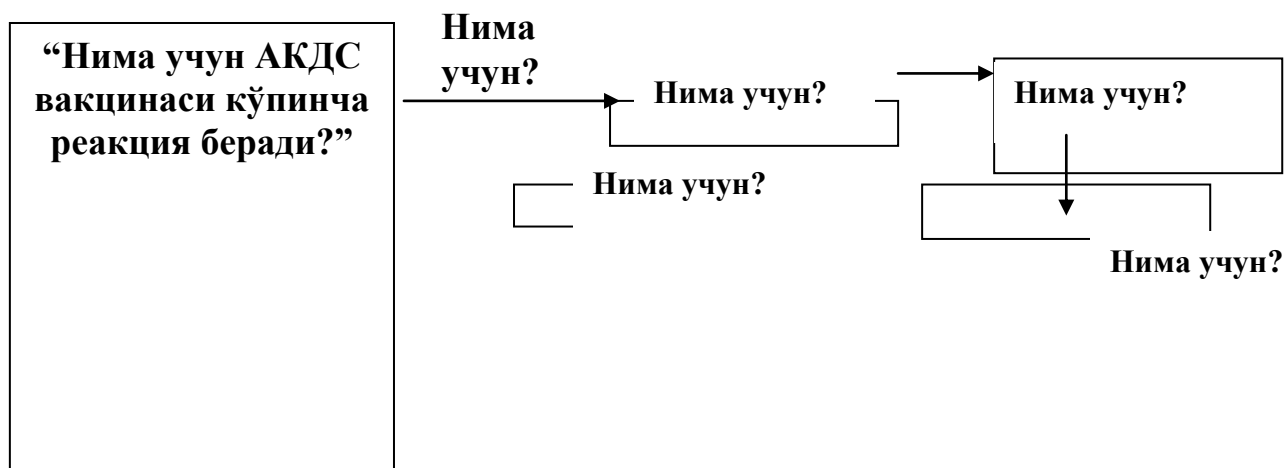 “Нима учун АКДС
вакцинаси кўпинча
реакция беради?”
Нима
учун?
Нима учун?
Нима учун?
Нима учун?
Нима учун?